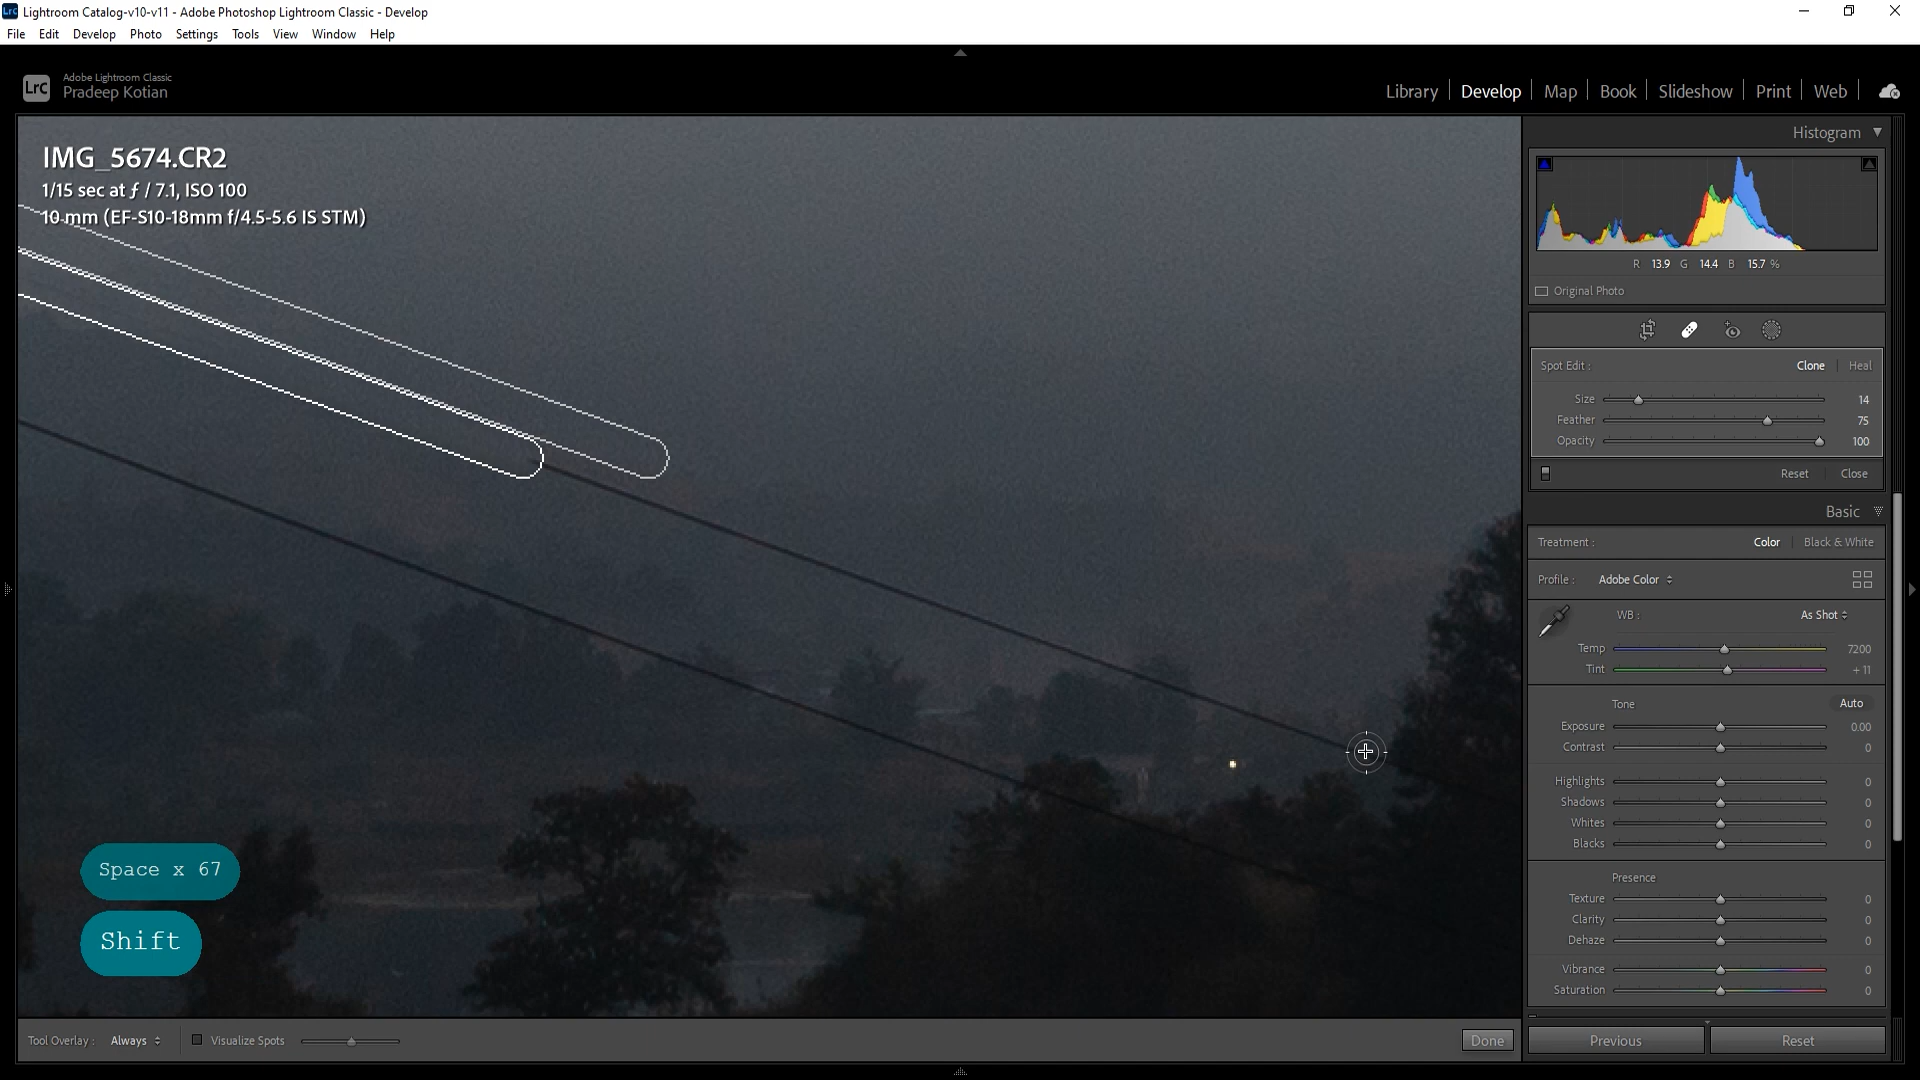 Lrc Lightroom Catalog-v10-v11 - Adobe Photoshop Lightroom Classic - Develop
File Edit Develop Photo Settings Tools View Window Help
LrC
Adobe Lightroom Classic
Pradeep Kotian
Library | Develop | Map | Book | Slideshow | Print | Web
IMG_5674.CR2
1/15 sec at ƒ / 7.1, ISO 100
10 mm (EF-S10-18mm f/4.5-5.6 IS STM)
Histogram
R 13.9 G 14.4 B 15.7 %
Original Photo
Spot Edit : Clone | Heal
Size 14
Feather 75
Opacity 100
Reset | Close
Basic
Treatment : Color | Black & White
Profile : Adobe Color
WB : As Shot
Temp 7200
Tint + 11
Tone Auto
Exposure 0.00
Contrast 0
Highlights 0
Shadows 0
Whites 0
Blacks 0
Presence
Texture 0
Clarity 0
Dehaze 0
Vibrance 0
Saturation 0
Space x 67
Shift
Tool Overlay : Always Visualize Spots Done
Previous Reset